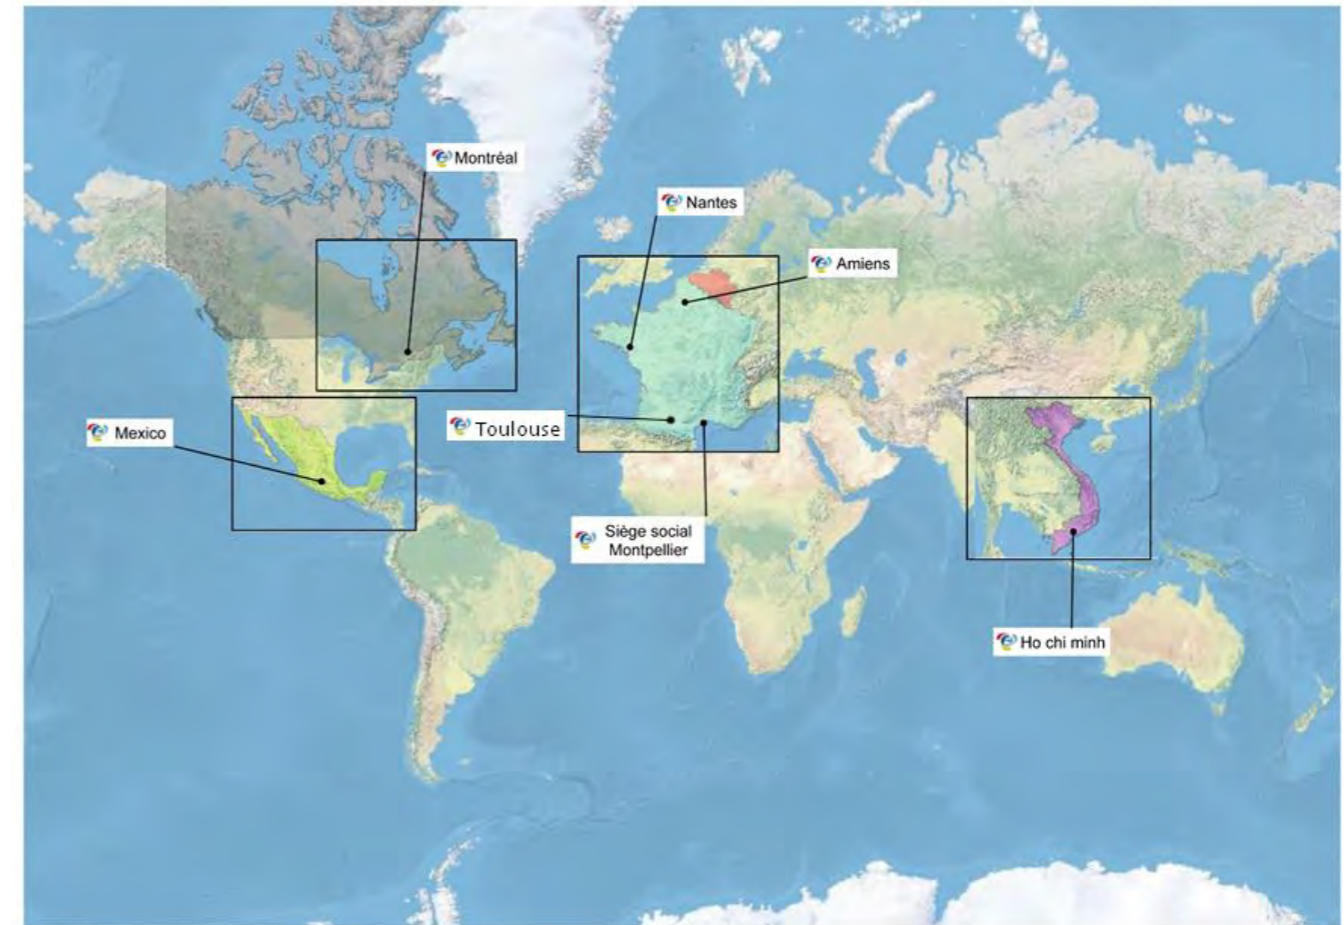 Montréal
Nantes
Amiens
Mexico
Toulouse
Siège social
Montpellier
Ho chi minh